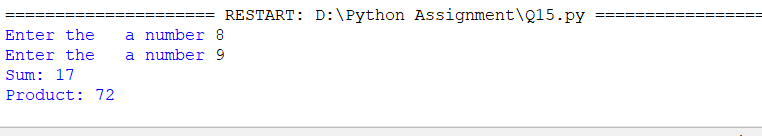 ===================== RESTART: D:\Python Assignment\Q15.py =================
Enter the   a number 8
Enter the   a number 9
Sum: 17
Product: 72